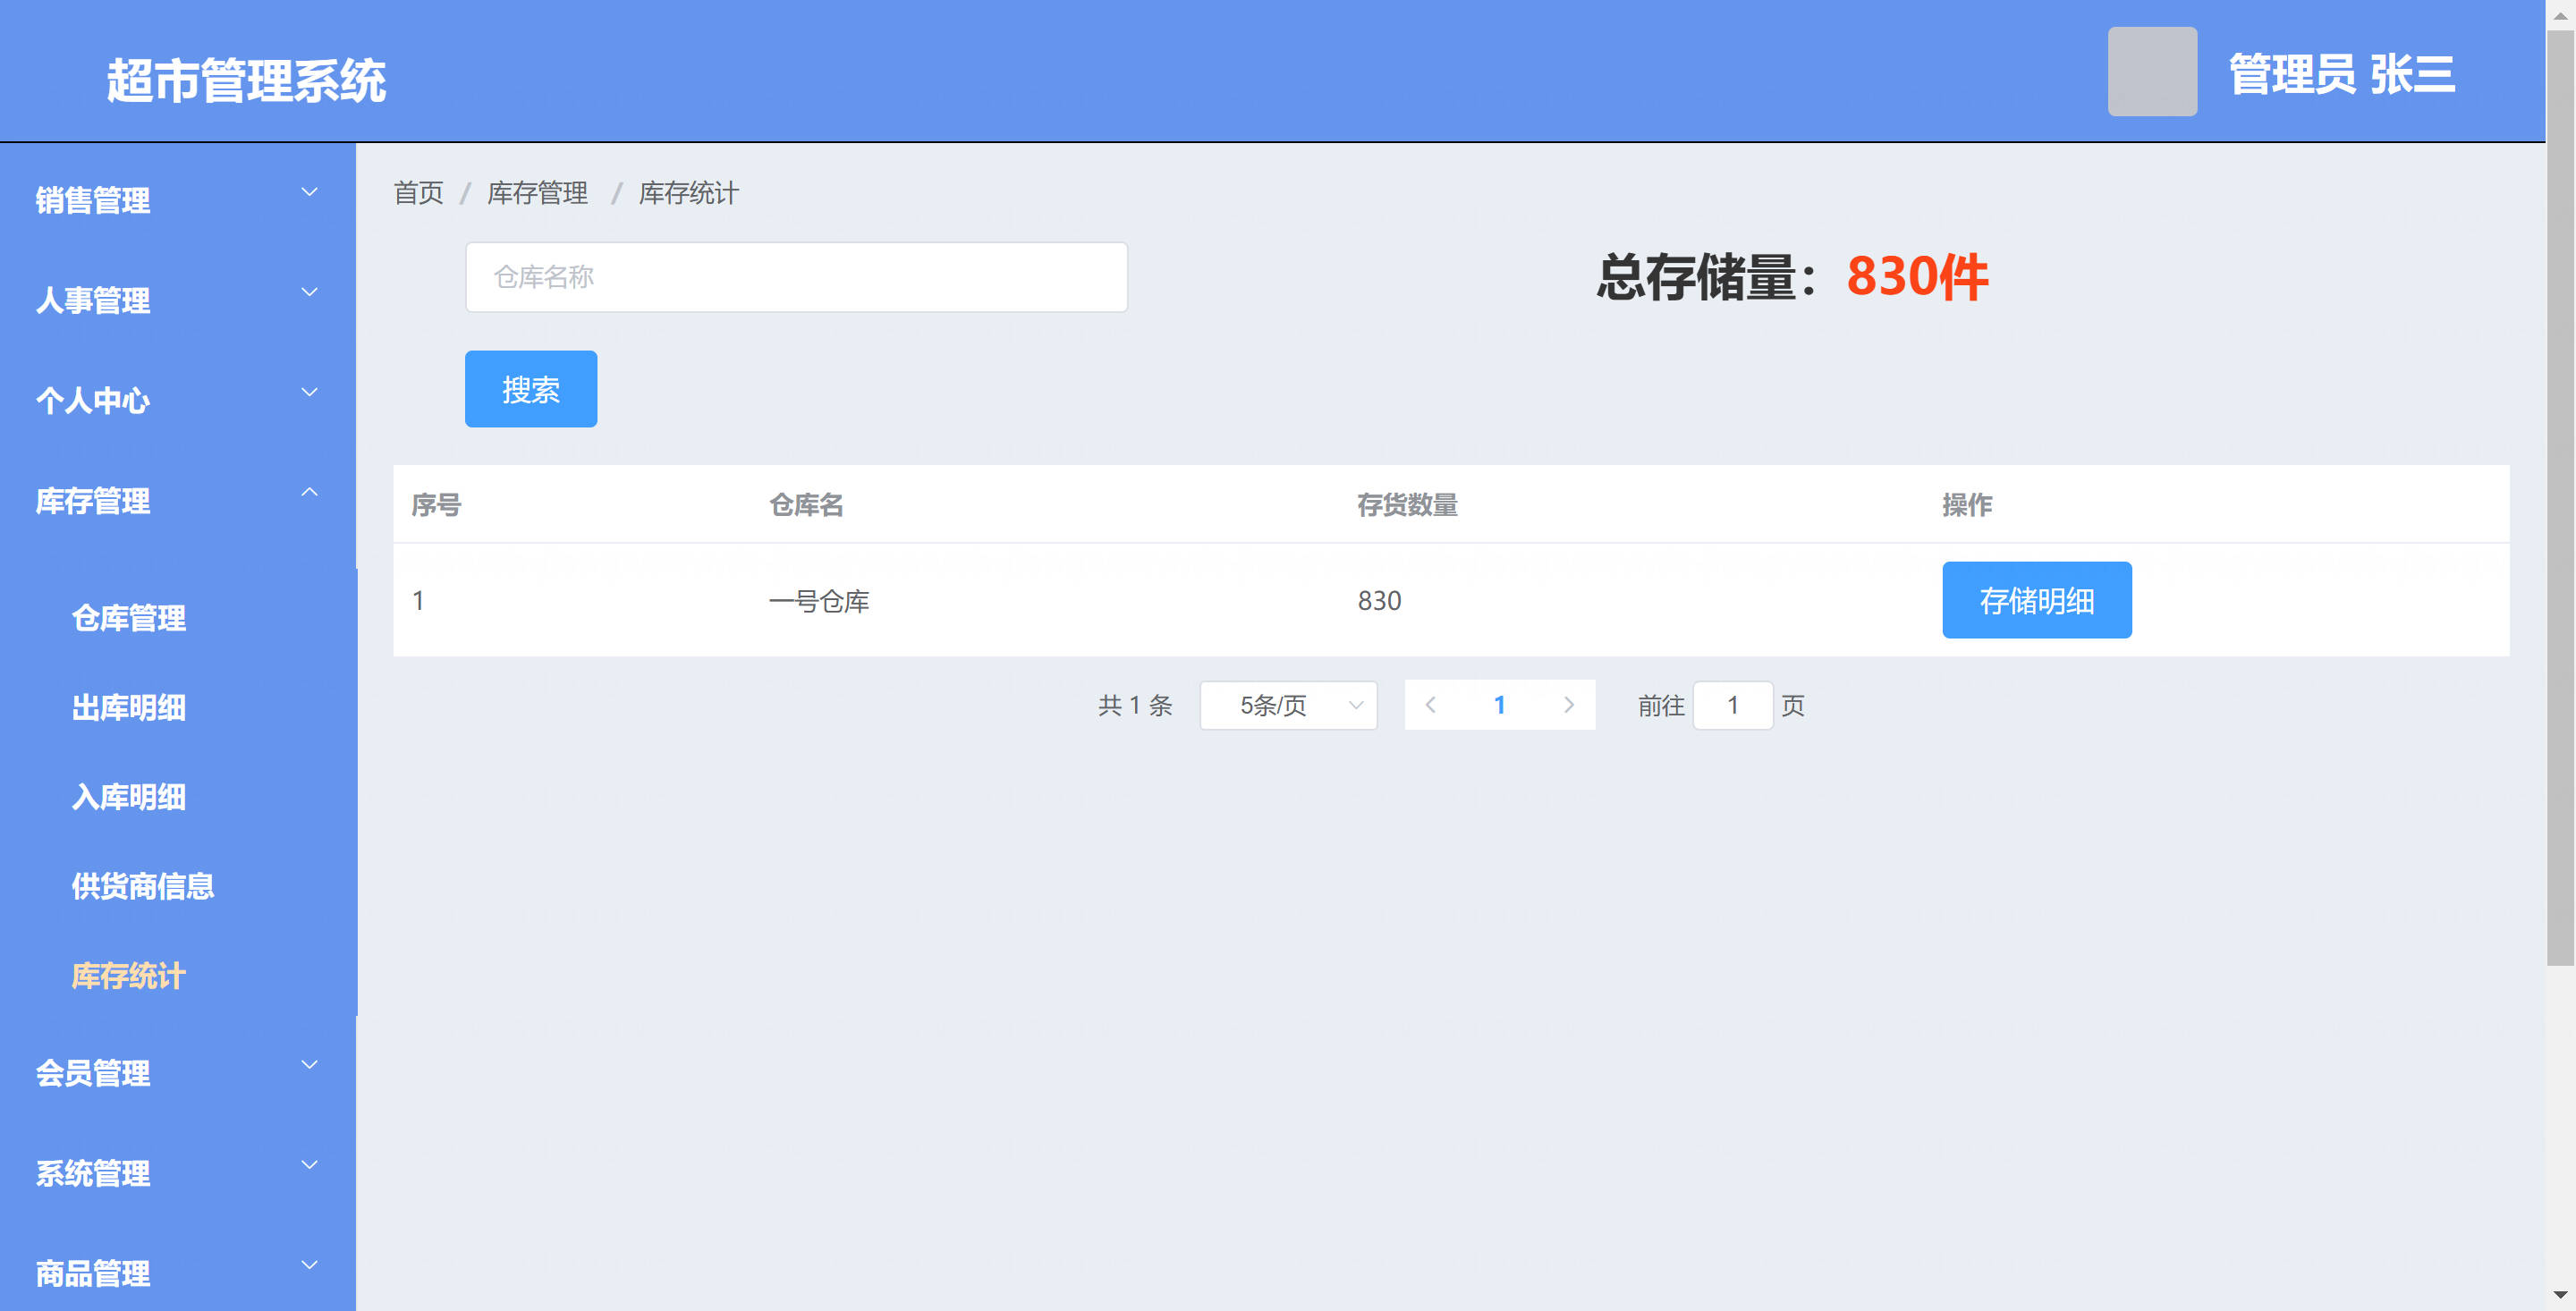 超市管理系统
管理员 张三
销售管理
人事管理
个人中心
库存管理
仓库管理
出库明细
入库明细
供货商信息
库存统计
会员管理
系统管理
商品管理
首页 / 库存管理 / 库存统计
仓库名称
总存储量：830件
搜索
序号 仓库名 存货数量 操作
1 一号仓库 830 存储明细
共 1 条 5条/页 1 前往 1 页